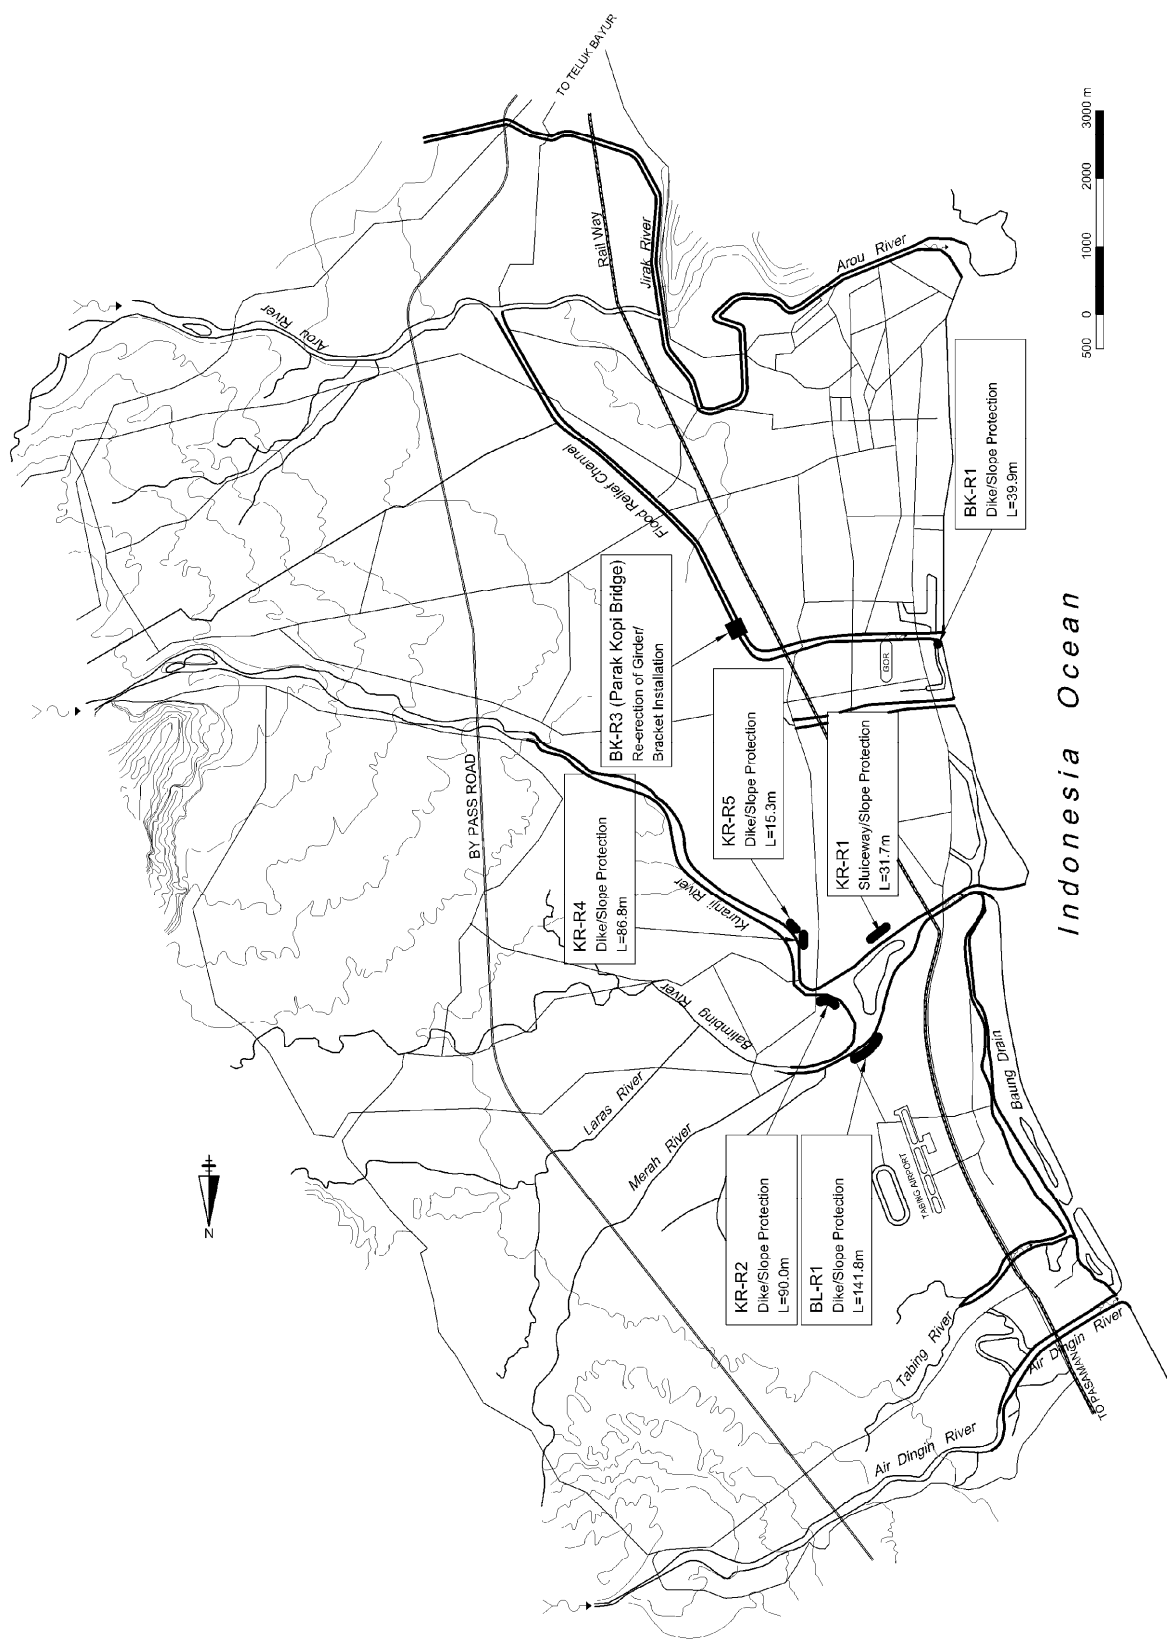 TO TELUK BAYUR
Rail Way
Jirak River
Arou River
Arou River
500
0
1000
2000
3000 m
Flood Relief Channel
BK-R1
Dike/Slope Protection
L=39.9m
BK-R3 (Parak Kopi Bridge)
Re-erection of Girder/
Bracket Installation
GOR
KR-R5
Dike/Slope Protection
L=15.3m
KR-R1
Sluiceway/Slope Protection
L=31.7m
BY PASS ROAD
KR-R4
Dike/Slope Protection
L=86.8m
Kuranji River
Indonesia Ocean
Balimbing River
Laras River
Merah River
Baung Drain
N
TABING AIRPORT
KR-R2
Dike/Slope Protection
L=90.0m
BL-R1
Dike/Slope Protection
L=141.8m
Tabing River
Air Dingin River
Air Dingin River
TO PASAMAN